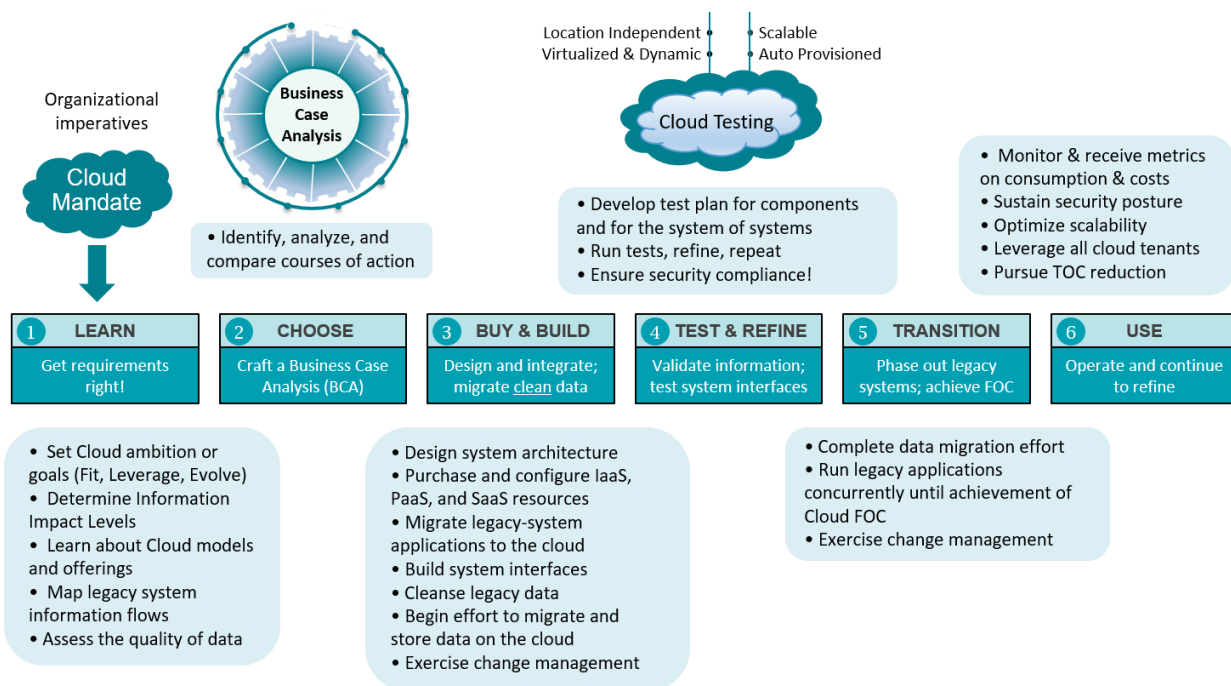 Organizational
imperatives
Cloud
Mandate
Business
Case
Analysis
• Identify, analyze, and
compare courses of action
Location Independent
Virtualized & Dynamic
Scalable
Auto Provisioned
Cloud Testing
• Develop test plan for components
and for the system of systems
• Run tests, refine, repeat
• Ensure security compliance!
• Monitor & receive metrics
on consumption & costs
• Sustain security posture
• Optimize scalability
• Leverage all cloud tenants
• Pursue TOC reduction
1 LEARN
Get requirements
right!
2 CHOOSE
Craft a Business Case
Analysis (BCA)
3 BUY & BUILD
Design and integrate;
migrate clean data
4 TEST & REFINE
Validate information;
test system interfaces
5 TRANSITION
Phase out legacy
systems; achieve FOC
6 USE
Operate and continue
to refine
• Set Cloud ambition or
goals (Fit, Leverage, Evolve)
• Determine Information
Impact Levels
• Learn about Cloud models
and offerings
• Map legacy system
information flows
• Assess the quality of data
• Design system architecture
• Purchase and configure IaaS,
PaaS, and SaaS resources
• Migrate legacy-system
applications to the cloud
• Build system interfaces
• Cleanse legacy data
• Begin effort to migrate and
store data on the cloud
• Exercise change management
• Complete data migration effort
• Run legacy applications
concurrently until achievement of
Cloud FOC
• Exercise change management